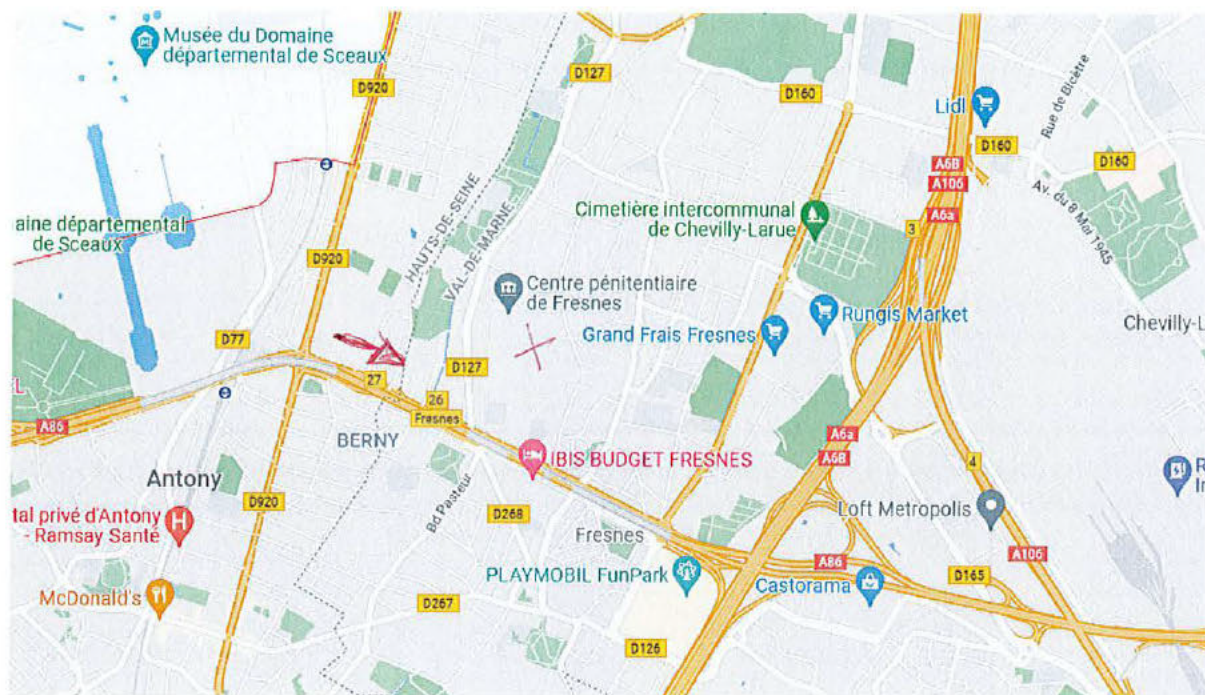 Musée du Domaine
départemental de Sceaux
D920
D127
D160
Lidl
Rue de Bicêtre
D160
D160
A6B
A106
A6a
HAUTS-DE-SEINE
VAL-DE-MARNE
Av. du 8 Mai 1945
Cimetière intercommunal
de Chevilly-Larue
3
aine départemental
de Sceaux
D920
Centre pénitentiaire
de Fresnes
Rungis Market
Grand Frais Fresnes
Chevilly-L
D77
D127
27
26
Fresnes
A86
BERNY
A6a
A6B
IBIS BUDGET FRESNES
4
Antony
D920
Bd Pasteur
D268
Loft Metropolis
R
In
tal privé d'Antony
- Ramsay Santé
Fresnes
A106
PLAYMOBIL FunPark
A86
Castorama
D165
McDonald's
D267
D126